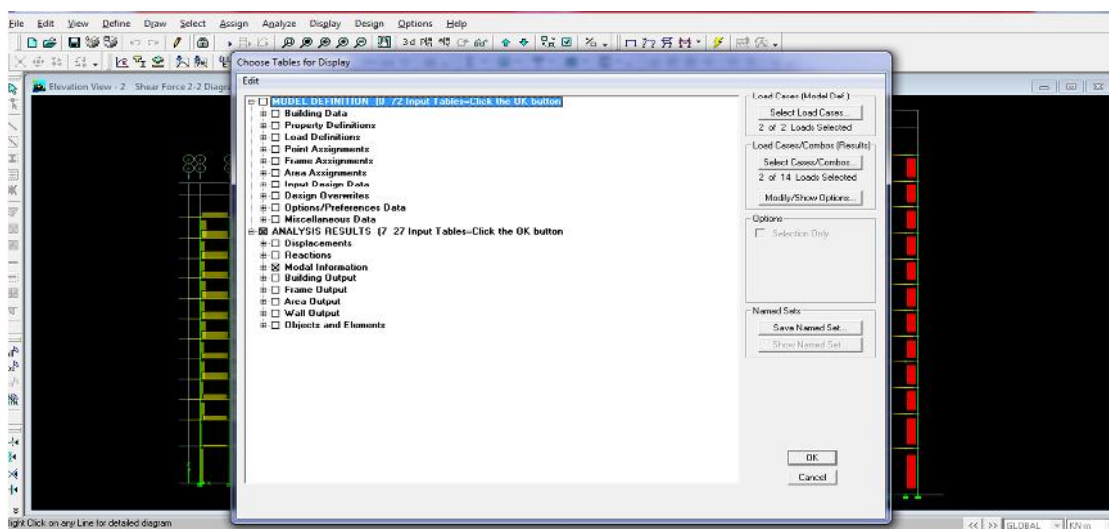 File Edit View Define Draw Select Assign Analyze Display Design Options Help
3d
Choose Tables for Display
Elevation View - 2 Shear Force 2-2 Diagr
Edit
MODEL DEFINITION (0 72 Input Tables=Click the OK button
Building Data
Property Definitions
Load Definitions
Point Assignments
Frame Assignments
Area Assignments
Input Design Data
Design Overwrites
Options/Preferences Data
Miscellaneous Data
ANALYSIS RESULTS (7 27 Input Tables=Click the OK button
Displacements
Reactions
Modal Information
Building Output
Frame Output
Area Output
Wall Output
Objects and Elements
Load Cases (Model Def.)
Select Load Cases...
2 of 2 Loads Selected
Load Cases/Combos (Results)
Select Cases/Combos...
2 of 14 Loads Selected
Modify/Show Options...
Options
Selection Only
Named Sets
Save Named Set...
Show Named Set...
OK
Cancel
ight Click on any Line for detailed diagram
<< >> GLOBAL KN-m